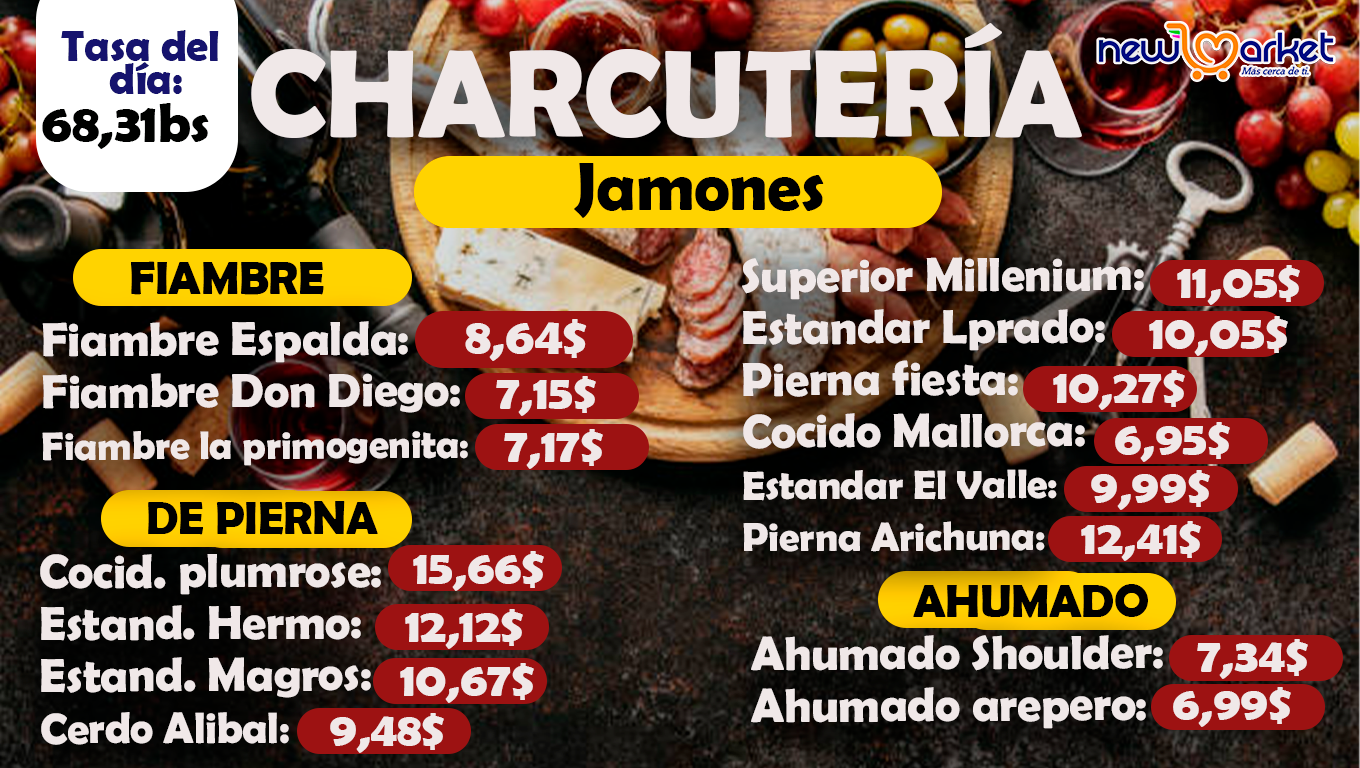 Tasa del
día:
68,31bs
CHARCUTERÍA
new market
Más cerca de ti.
Jamones
FIAMBRE
Fiambre Espalda: 8,64$
Fiambre Don Diego: 7,15$
Fiambre la primogenita: 7,17$
DE PIERNA
Cocid. plumrose: 15,66$
Estand. Hermo: 12,12$
Estand. Magros: 10,67$
Cerdo Alibal: 9,48$
Superior Millenium: 11,05$
Estandar Lprado: 10,05$
Pierna fiesta: 10,27$
Cocido Mallorca: 6,95$
Estandar El Valle: 9,99$
Pierna Arichuna: 12,41$
AHUMADO
Ahumado Shoulder: 7,34$
Ahumado arepero: 6,99$